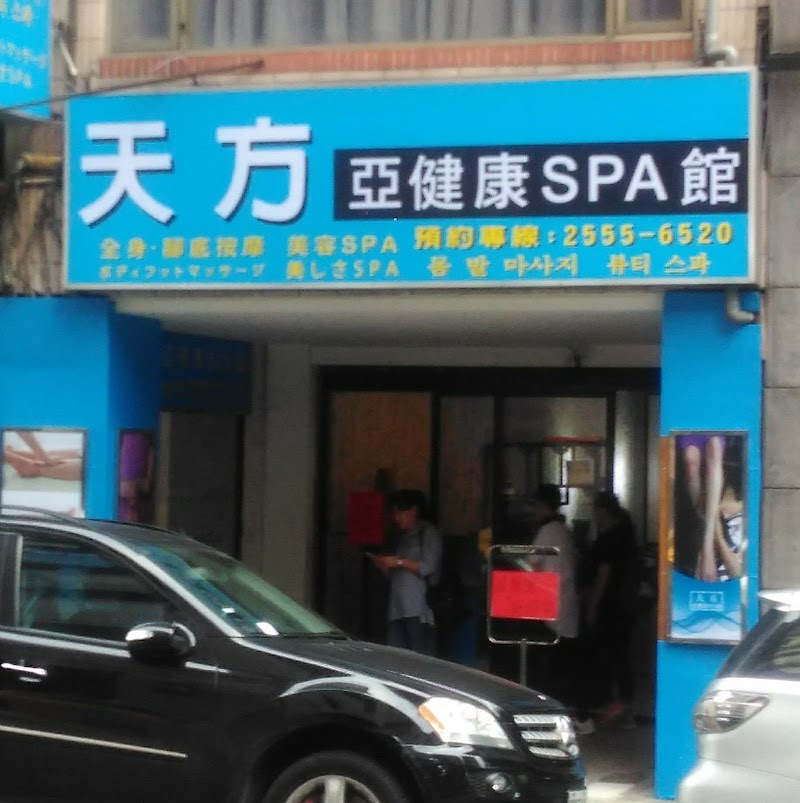 天方
亞健康SPA館
全身·腳底按摩 美容SPA 預約專線:2555-6520
ボディフットマッサージ 美しさSPA 몸 발 마사지 뷰티 스파